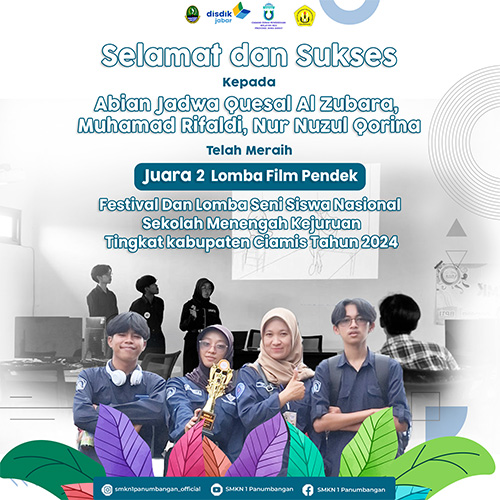 disdik
jabar
Selamat dan Sukses
Kepada
Abian Jadwa Quesal Al Zubara,
Muhamad Rifaldi, Nur Nuzul Qorina
Telah Meraih
Juara 2 Lomba Film Pendek
Festival Dan Lomba Seni Siswa Nasional
Sekolah Menengah Kejuruan
Tingkat kabupaten Ciamis Tahun 2024
smkn1panumbangan_official
SMKN 1 Panumbangan
SMKN 1 Panumbangan